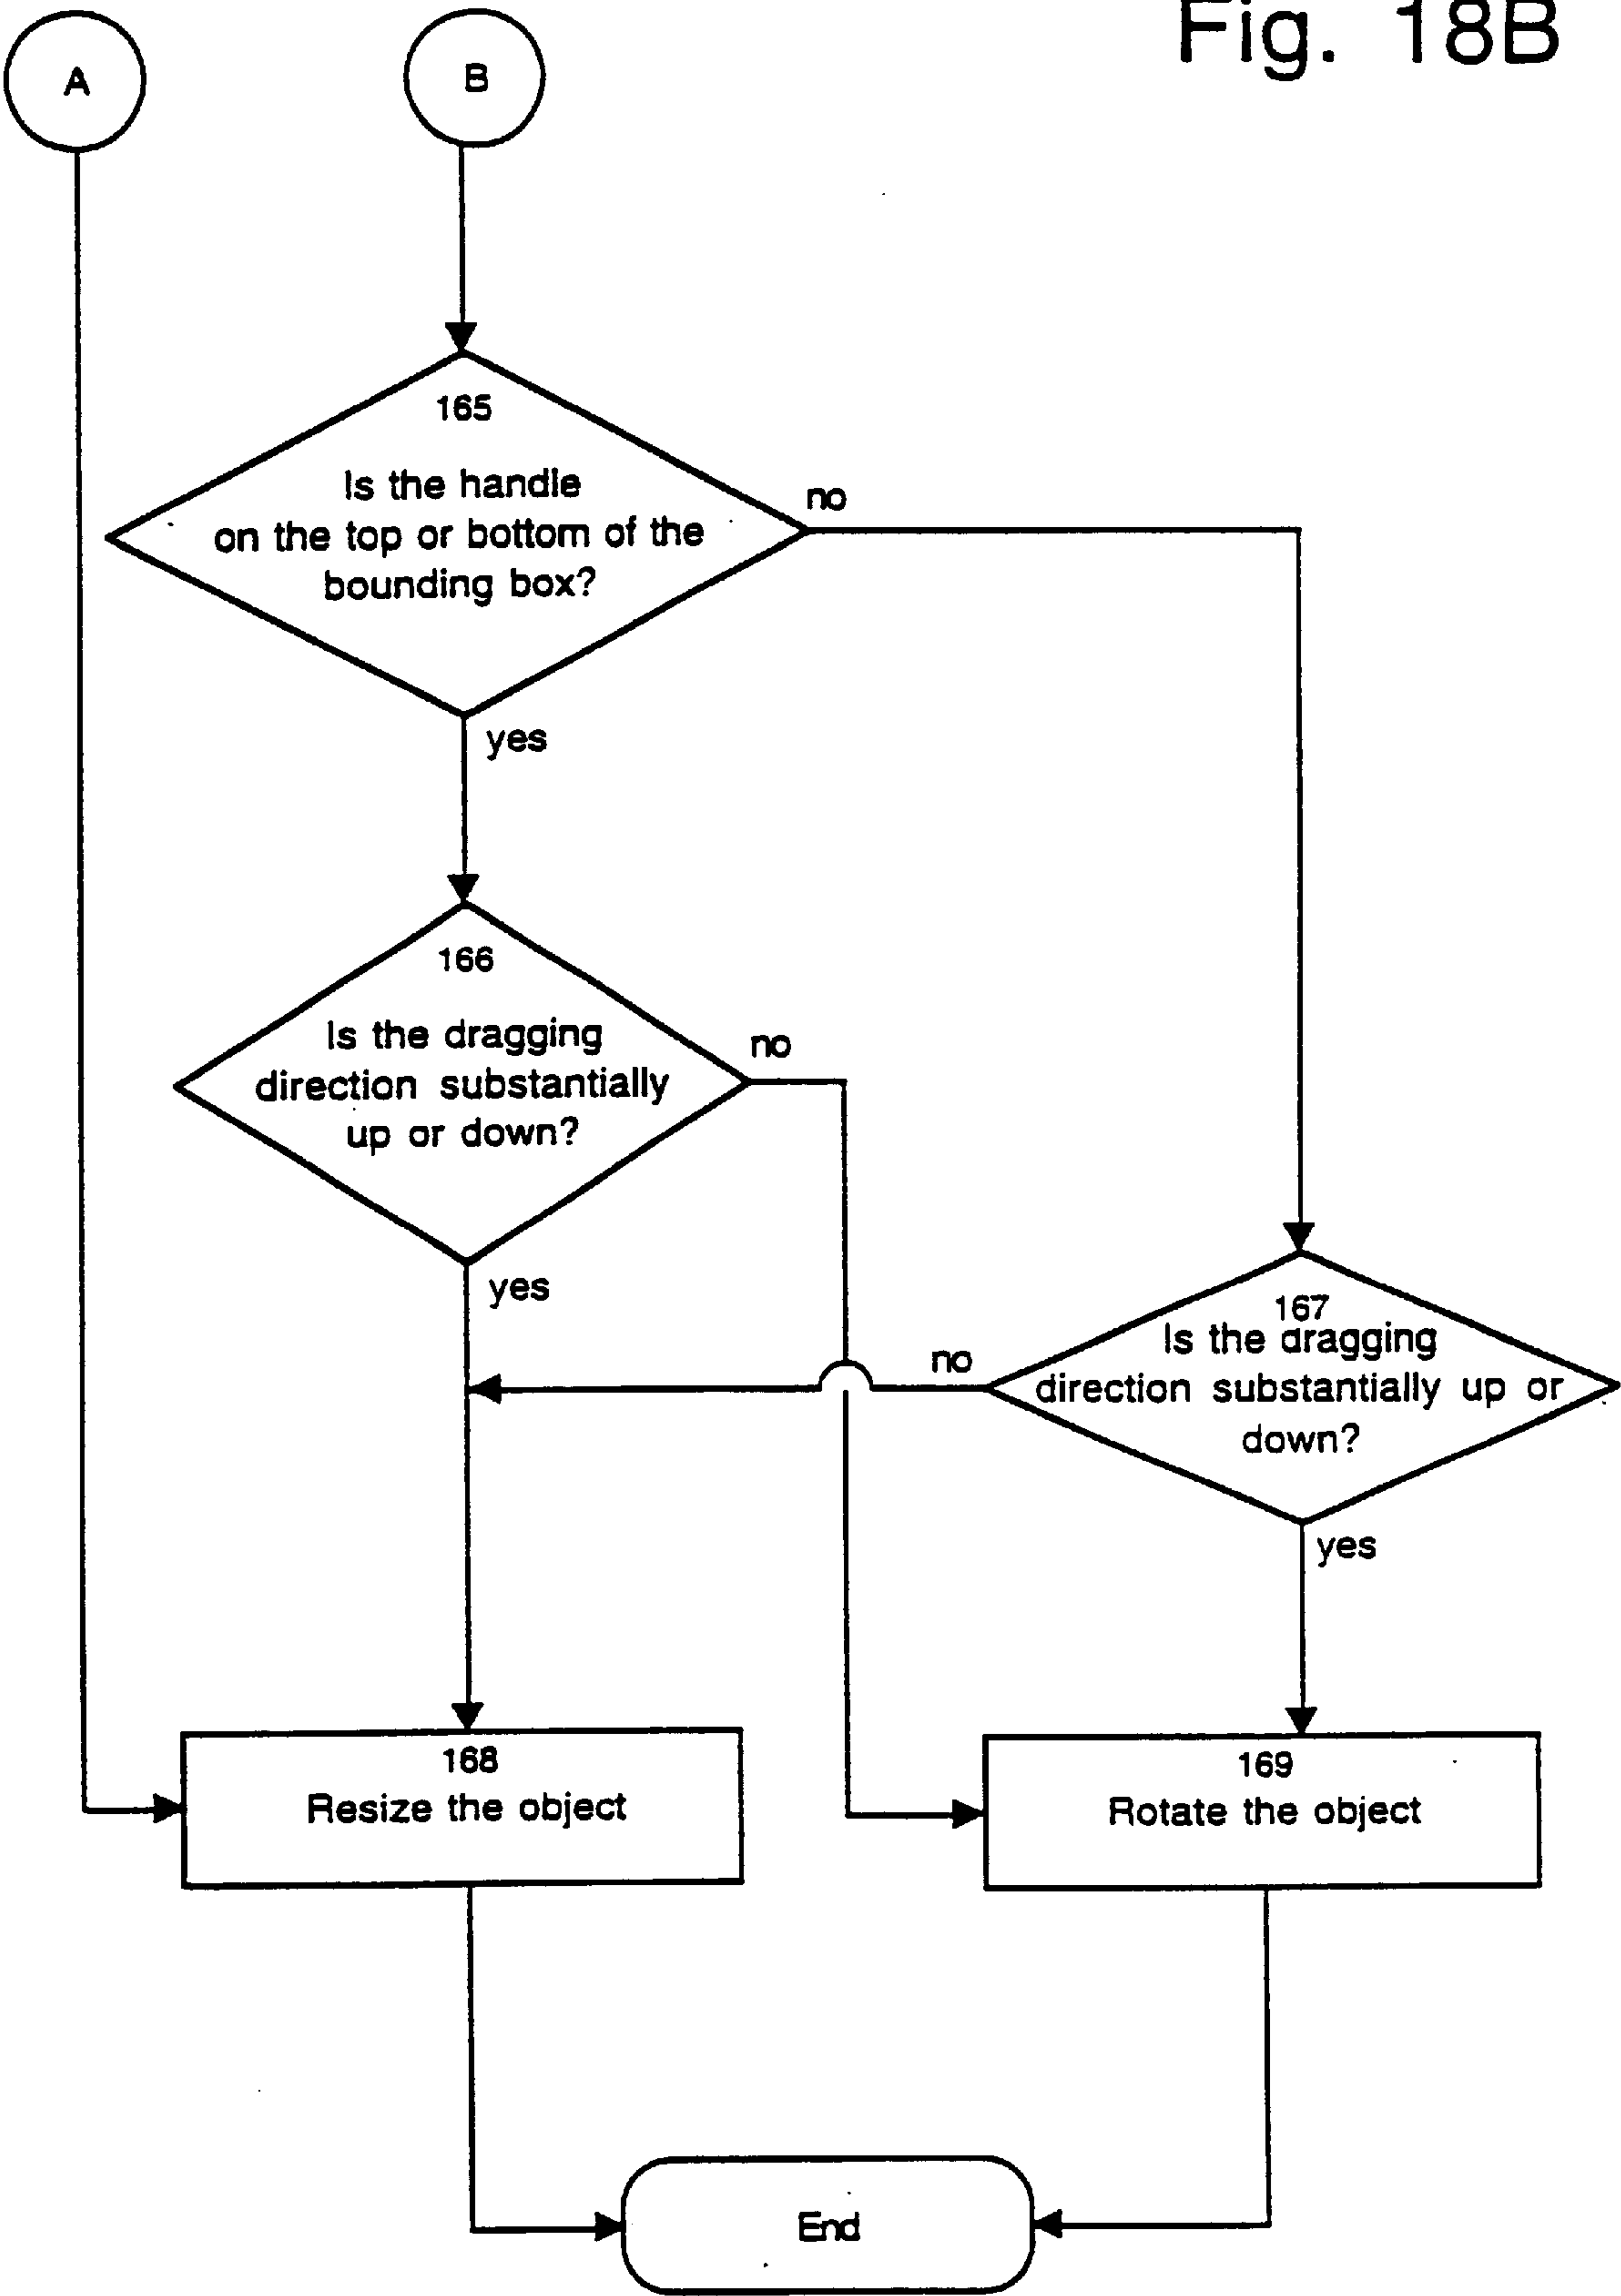 Fig. 18B
A
B
165
Is the handle
on the top or bottom of the
bounding box?
no
yes
166
Is the dragging
direction substantially
up or down?
no
yes
167
Is the dragging
direction substantially up or
down?
no
yes
168
Resize the object
169
Rotate the object
End